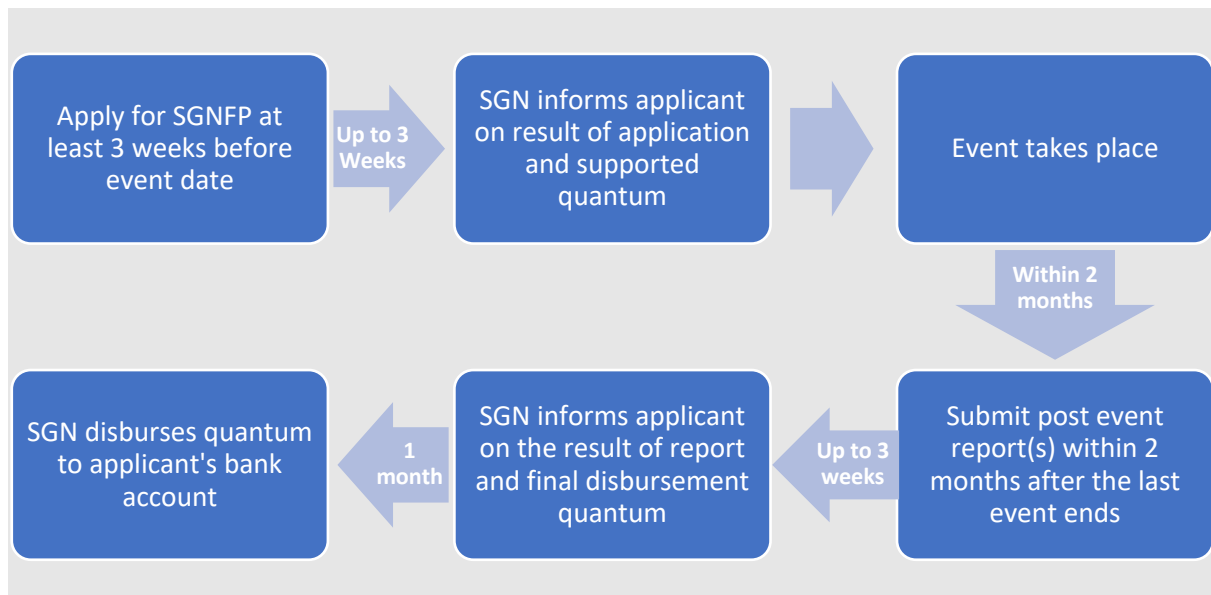 Apply for SGNFP at
least 3 weeks before
event date
Up to 3
Weeks
SGN informs applicant
on result of application
and supported
quantum
Event takes place
Within 2
months
Submit post event
report(s) within 2
months after the last
event ends
Up to 3
weeks
SGN informs applicant
on the result of report
and final disbursement
quantum
1
month
SGN disburses quantum
to applicant's bank
account